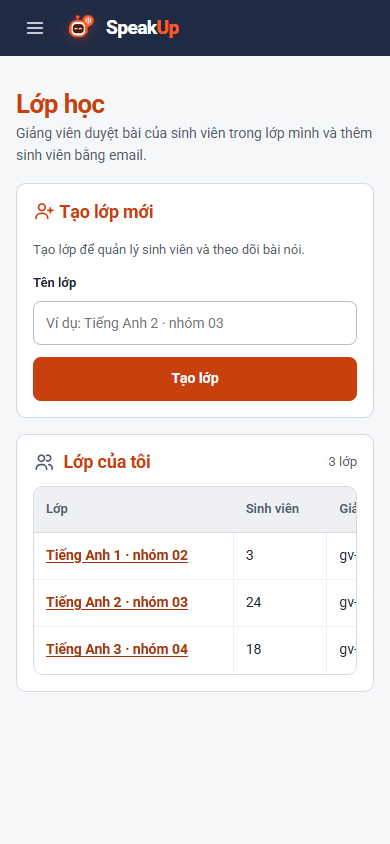 SpeakUp
Lớp học
Giảng viên duyệt bài của sinh viên trong lớp mình và thêm
sinh viên bằng email.
Tạo lớp mới
Tạo lớp để quản lý sinh viên và theo dõi bài nói.
Tên lớp
Ví dụ: Tiếng Anh 2 · nhóm 03
Tạo lớp
Lớp của tôi 3 lớp
Lớp Sinh viên
Tiếng Anh 1 · nhóm 02 3 gv-
Tiếng Anh 2 · nhóm 03 24 gv-
Tiếng Anh 3 · nhóm 04 18 gv-